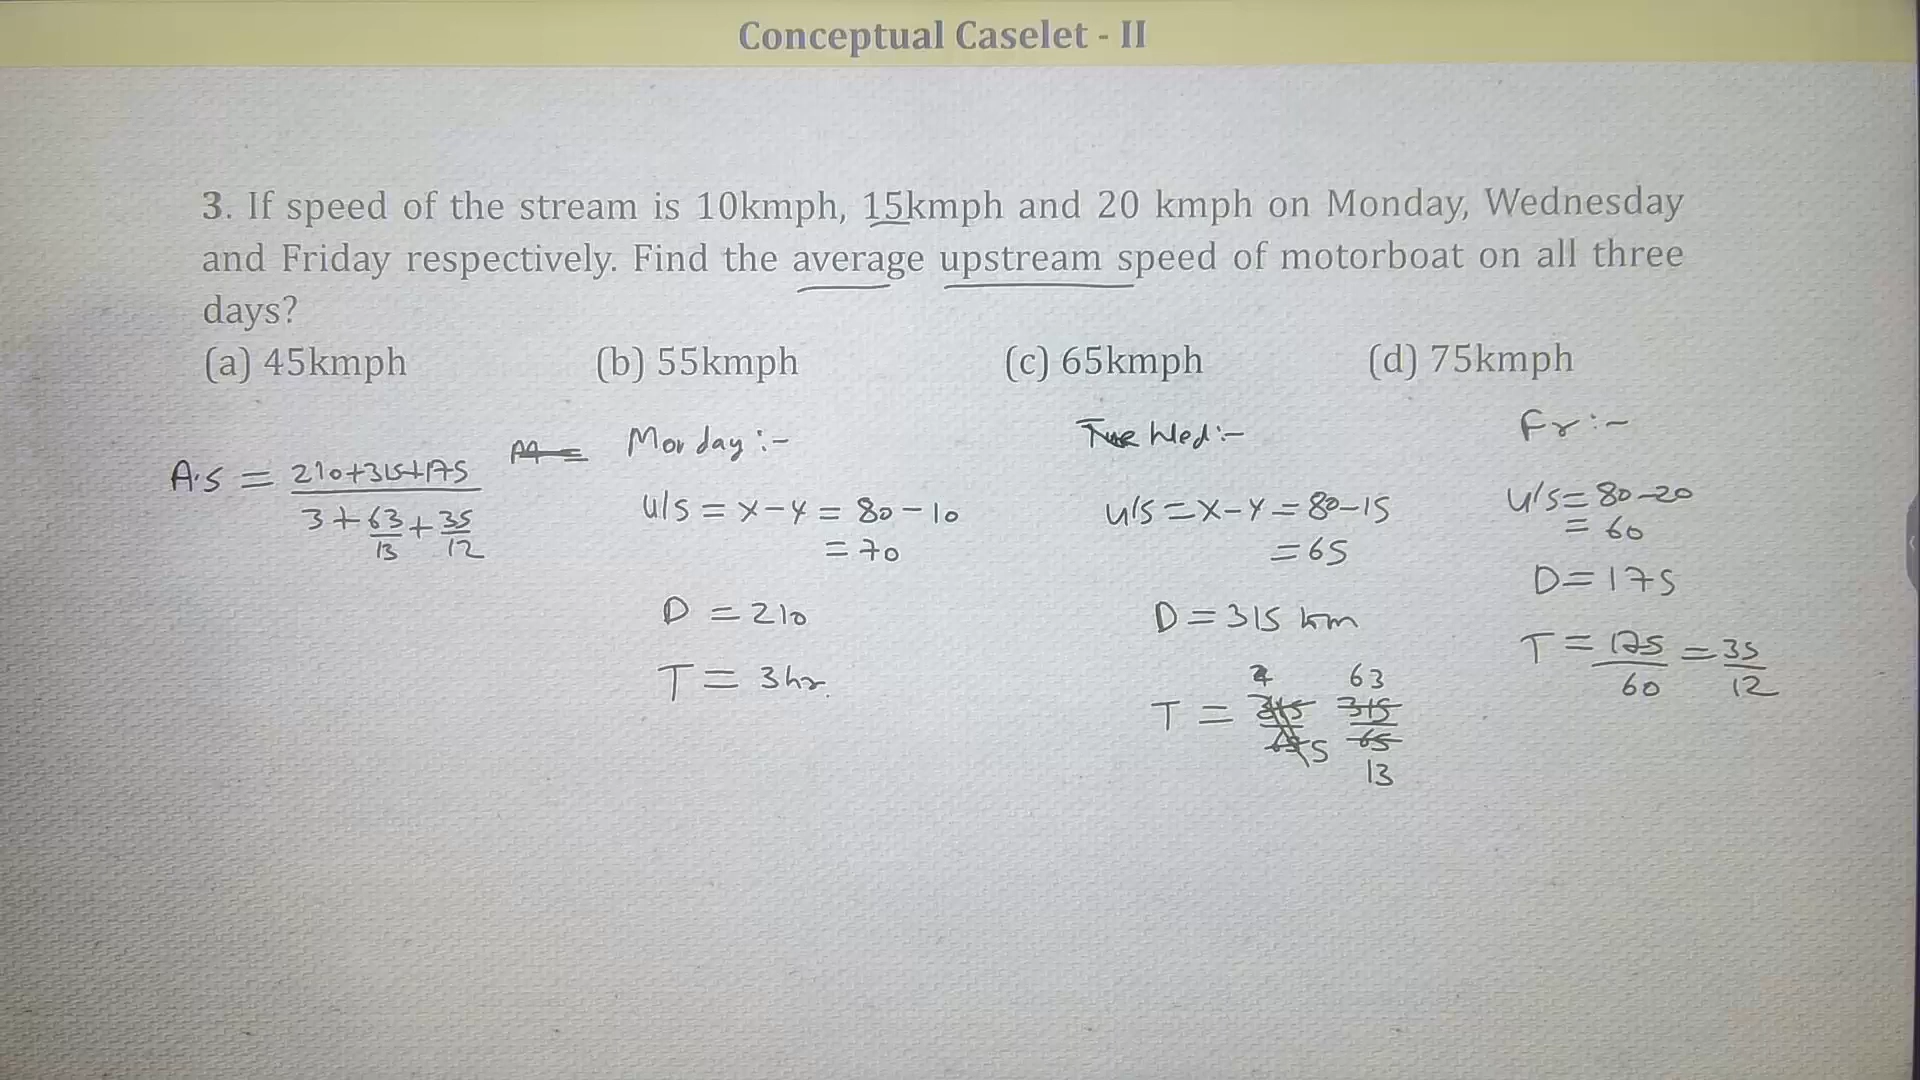 Conceptual Caselet - II
3. If speed of the stream is 10kmph, 15kmph and 20 kmph on Monday, Wednesday
and Friday respectively. Find the average upstream speed of motorboat on all three
days?
(a) 45kmph (b) 55kmph (c) 65kmph (d) 75kmph
A.S = 210+315+175
3+63/13+35/12
Monday :-
U/S = X-Y = 80-10
= 70
D = 210
T = 3hr.
Wed:-
U/S = X-Y = 80-15
= 65
D = 315 km
T = 315/65
63
13
Fr:-
U/S = 80-20
= 60
D = 175
T = 175/60 = 35/12